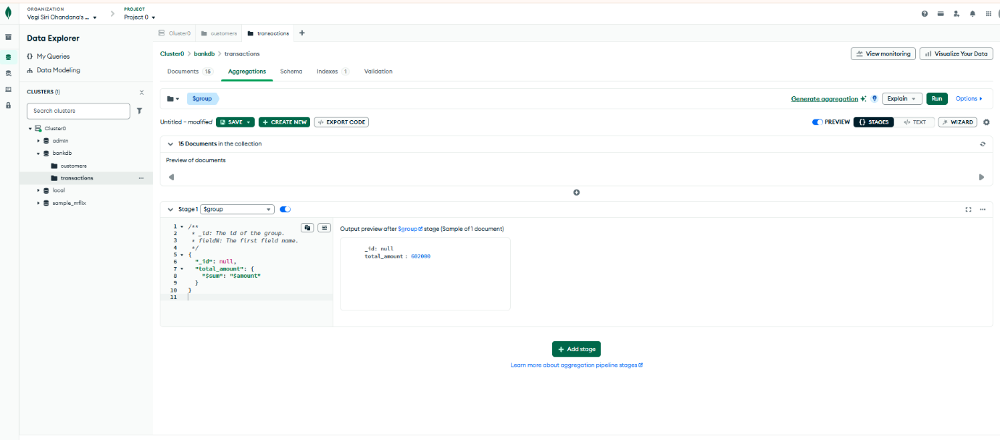 ORGANIZATION
Vegi Siri Chandana's ...
PROJECT
Project 0
Data Explorer
My Queries
Data Modeling
CLUSTERS (1)
Search clusters
Cluster0
admin
bankdb
customers
transactions
local
sample_mflix
Cluster0 customers transactions
Cluster0 > bankdb > transactions
View monitoring Visualize Your Data
Documents 15 Aggregations Schema Indexes 1 Validation
$group
Generate aggregation Explain Run Options
Untitled – modified SAVE + CREATE NEW </> EXPORT CODE
PREVIEW {} STAGES </> TEXT WIZARD
15 Documents in the collection
Preview of documents
Stage 1 $group
1 /**
2 * _id: The id of the group.
3 * fieldN: The first field name.
4 */
5 {
6 "_id": null,
7 "total_amount": {
8 "$sum": "$amount"
9 }
10 }
11
Output preview after $group stage (Sample of 1 document)
_id: null
total_amount : 602000
+ Add stage
Learn more about aggregation pipeline stages